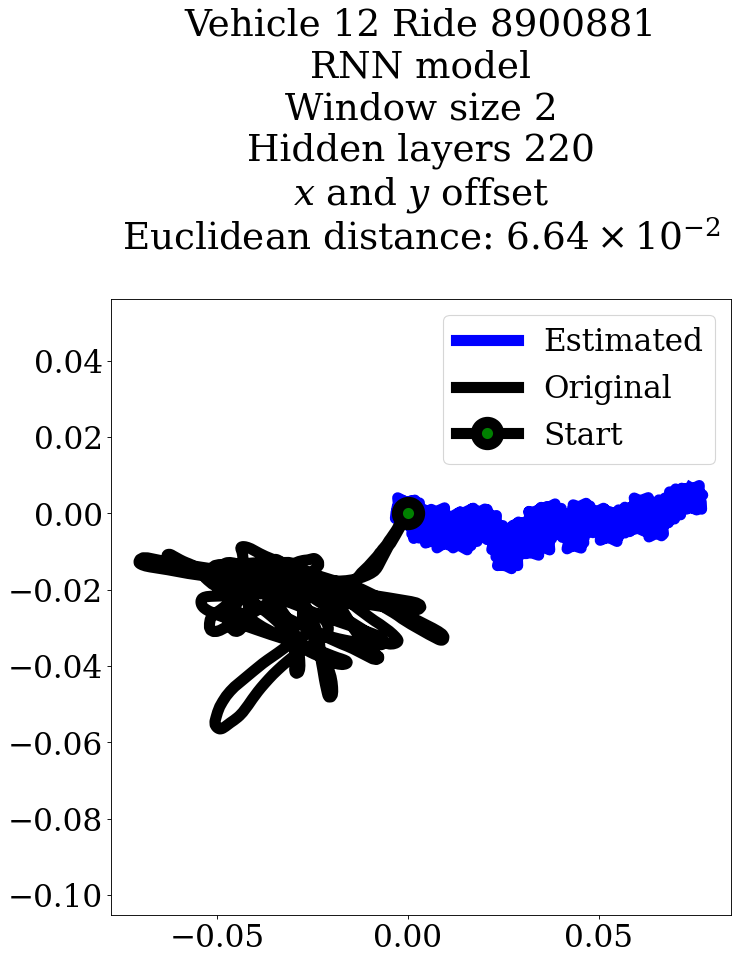 Vehicle 12 Ride 8900881
RNN model
Window size 2
Hidden layers 220
x and y offset
Euclidean distance: 6.64 × 10⁻²
Estimated
Original
Start
0.04
0.02
0.00
−0.02
−0.04
−0.06
−0.08
−0.10
−0.05 0.00 0.05